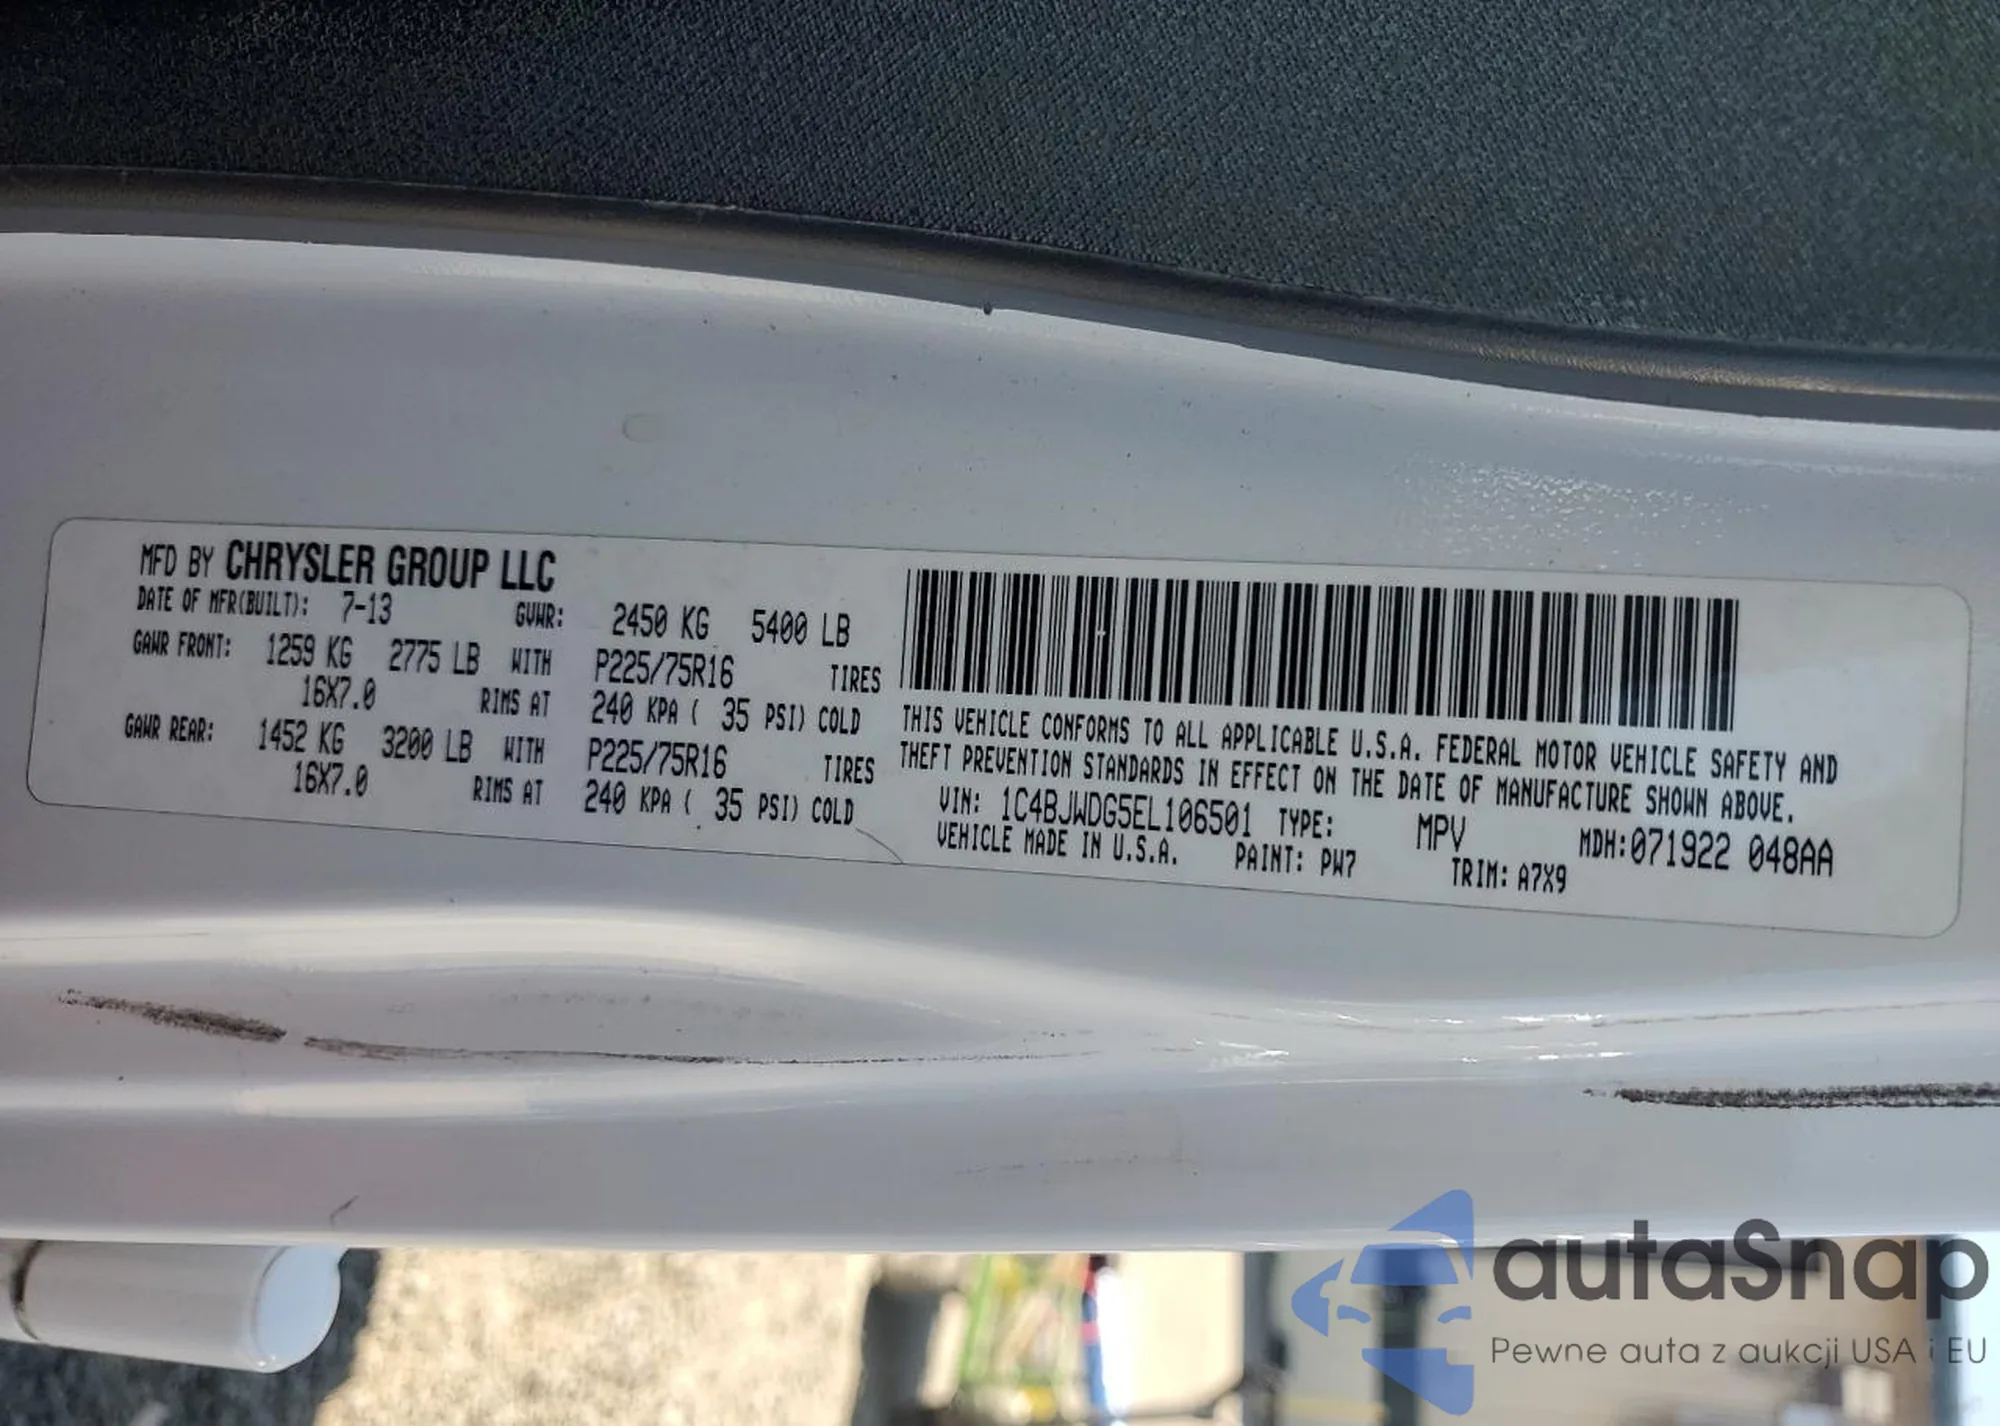 MFD BY CHRYSLER GROUP LLC
DATE OF MFR(BUILT): 7-13 GVWR: 2450 KG 5400 LB
GAWR FRONT: 1259 KG 2775 LB WITH P225/75R16 TIRES
16X7.0 RIMS AT 240 KPA ( 35 PSI) COLD
GAWR REAR: 1452 KG 3200 LB WITH P225/75R16 TIRES
16X7.0 RIMS AT 240 KPA ( 35 PSI) COLD
THIS VEHICLE CONFORMS TO ALL APPLICABLE U.S.A. FEDERAL MOTOR VEHICLE SAFETY AND
THEFT PREVENTION STANDARDS IN EFFECT ON THE DATE OF MANUFACTURE SHOWN ABOVE.
VIN: 1C4BJWDG5EL106501 TYPE: MPV MDH:071922 048AA
VEHICLE MADE IN U.S.A. PAINT: PW7 TRIM: A7X9
autaSnap
Pewne auta z aukcji USA i EU